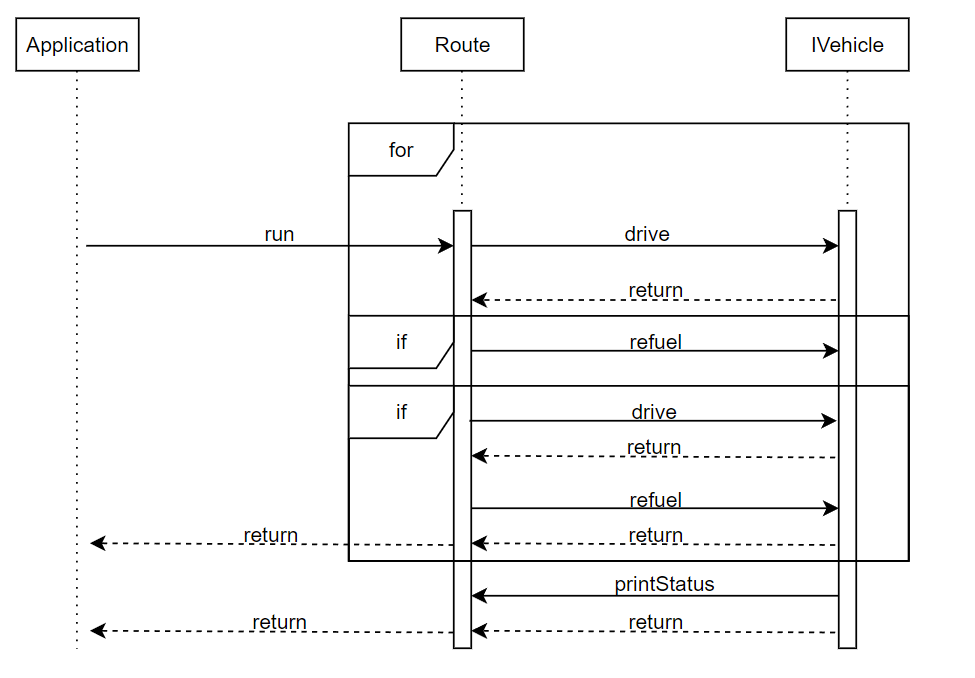 Application
Route
IVehicle
for
run
drive
return
if
refuel
if
drive
return
refuel
return
return
printStatus
return
return